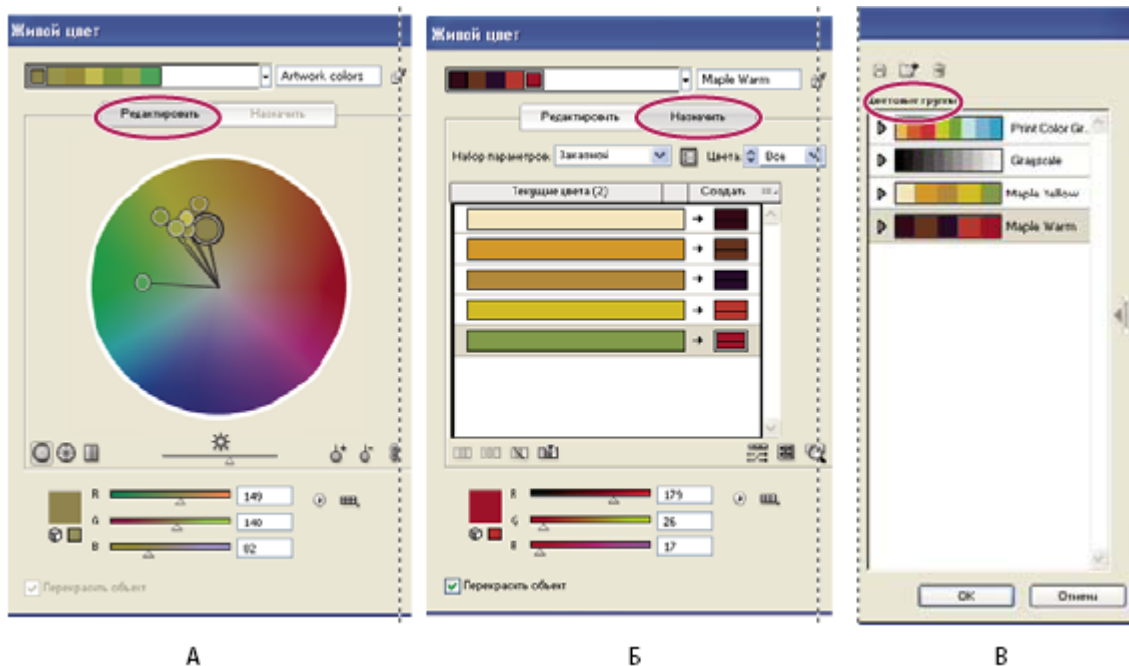 Живой цвет
Artwork colors
Редактировать
Назначить
R 149
G 140
B 82
Перекрасить объект
А
Живой цвет
Maple Warm
Редактировать
Назначить
Набор параметров: Заказной Цвета: Все
Текущие цвета (2) Создать
R 179
G 26
B 17
Перекрасить объект
Б
Цветовые группы
Print Color Gr.
Grayscale
Maple Yellow
Maple Warm
OK
Отмена
В